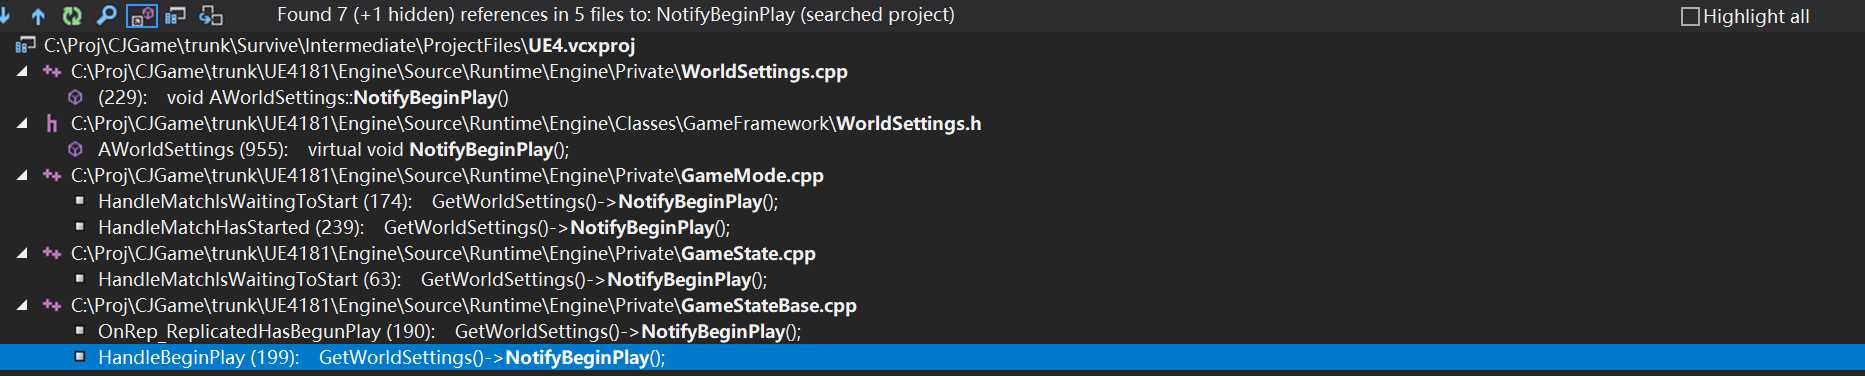 Found 7 (+1 hidden) references in 5 files to: NotifyBeginPlay (searched project)
Highlight all
C:\Proj\CJGame\trunk\Survive\Intermediate\ProjectFiles\UE4.vcxproj
C:\Proj\CJGame\trunk\UE4181\Engine\Source\Runtime\Engine\Private\WorldSettings.cpp
(229): void AWorldSettings::NotifyBeginPlay()
C:\Proj\CJGame\trunk\UE4181\Engine\Source\Runtime\Engine\Classes\GameFramework\WorldSettings.h
AWorldSettings (955): virtual void NotifyBeginPlay();
C:\Proj\CJGame\trunk\UE4181\Engine\Source\Runtime\Engine\Private\GameMode.cpp
HandleMatchIsWaitingToStart (174): GetWorldSettings()->NotifyBeginPlay();
HandleMatchHasStarted (239): GetWorldSettings()->NotifyBeginPlay();
C:\Proj\CJGame\trunk\UE4181\Engine\Source\Runtime\Engine\Private\GameState.cpp
HandleMatchIsWaitingToStart (63): GetWorldSettings()->NotifyBeginPlay();
C:\Proj\CJGame\trunk\UE4181\Engine\Source\Runtime\Engine\Private\GameStateBase.cpp
OnRep_ReplicatedHasBegunPlay (190): GetWorldSettings()->NotifyBeginPlay();
HandleBeginPlay (199): GetWorldSettings()->NotifyBeginPlay();